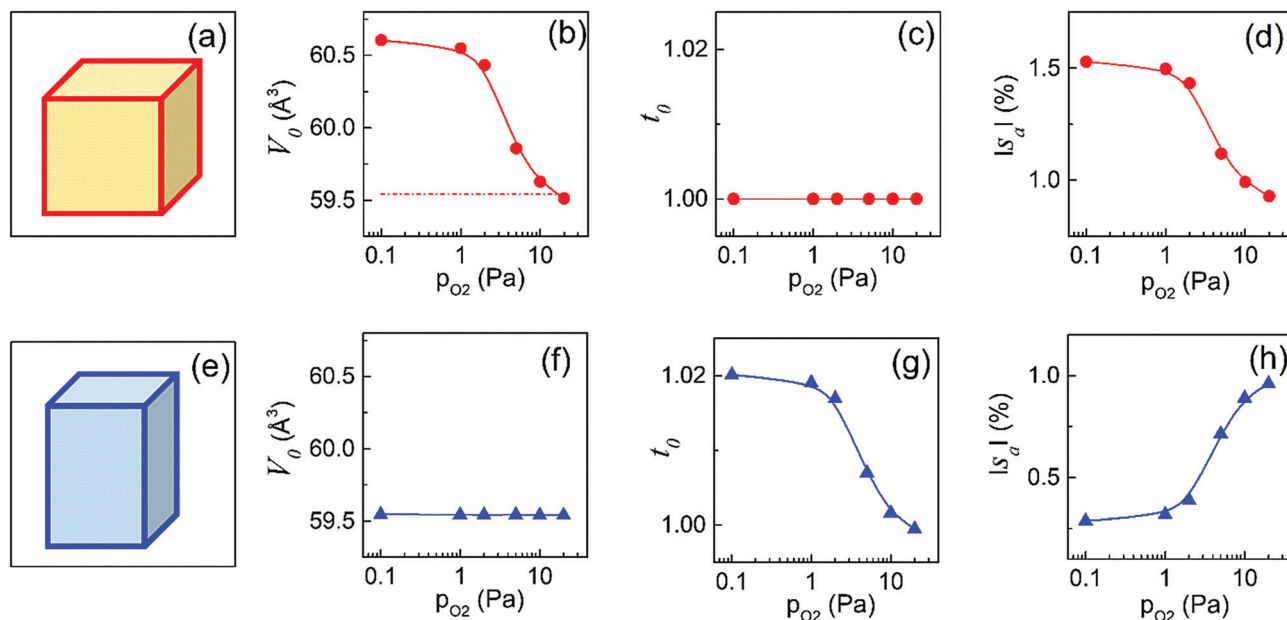 (a)
(b)
60.5
60.0
59.5
V₀ (Å³)
0.1 1 10
pO2 (Pa)
(c)
1.02
1.00
t₀
0.1 1 10
pO2 (Pa)
(d)
1.5
1.0
|sₐ| (%)
0.1 1 10
pO2 (Pa)
(e)
(f)
60.5
60.0
59.5
V₀ (Å³)
0.1 1 10
pO2 (Pa)
(g)
1.02
1.00
t₀
0.1 1 10
pO2 (Pa)
(h)
1.0
0.5
|sₐ| (%)
0.1 1 10
pO2 (Pa)